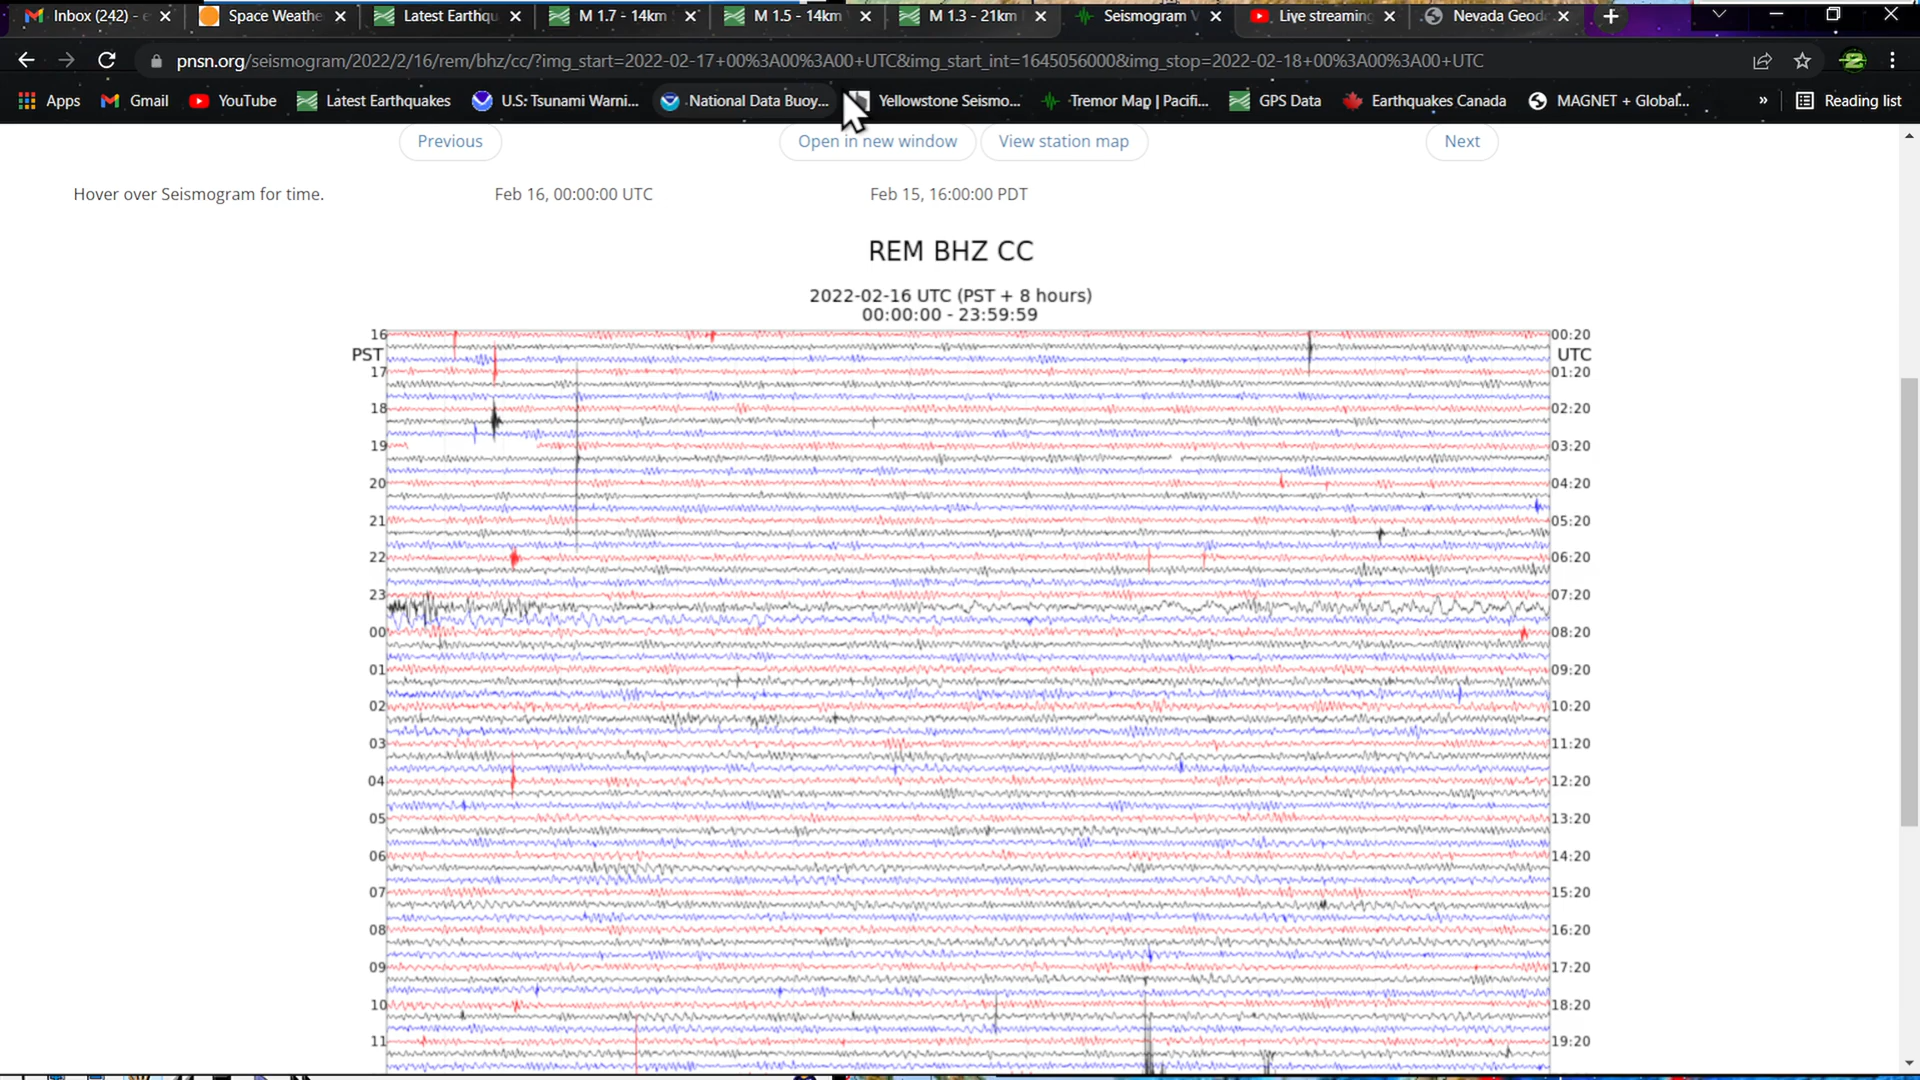 Inbox (242) - e
Space Weathe
Latest Earthqu
M 1.7 - 14km
M 1.5 - 14km
M 1.3 - 21km
Seismogram V
Live streaming
Nevada Geod
pnsn.org/seismogram/2022/2/16/rem/bhz/cc/?img_start=2022-02-17+00%3A00%3A00+UTC&img_start_int=1645056000&img_stop=2022-02-18+00%3A00%3A00+UTC
Apps
Gmail
YouTube
Latest Earthquakes
U.S: Tsunami Warni...
National Data Buoy...
Yellowstone Seismo...
Tremor Map | Pacifi...
GPS Data
Earthquakes Canada
MAGNET + Global...
»
Reading list
Previous
Open in new window
View station map
Next
Hover over Seismogram for time.
Feb 16, 00:00:00 UTC
Feb 15, 16:00:00 PDT
REM BHZ CC
2022-02-16 UTC (PST + 8 hours)
00:00:00 - 23:59:59
16 00:20
PST UTC
17 01:20
18 02:20
19 03:20
20 04:20
21 05:20
22 06:20
23 07:20
00 08:20
01 09:20
02 10:20
03 11:20
04 12:20
05 13:20
06 14:20
07 15:20
08 16:20
09 17:20
10 18:20
11 19:20